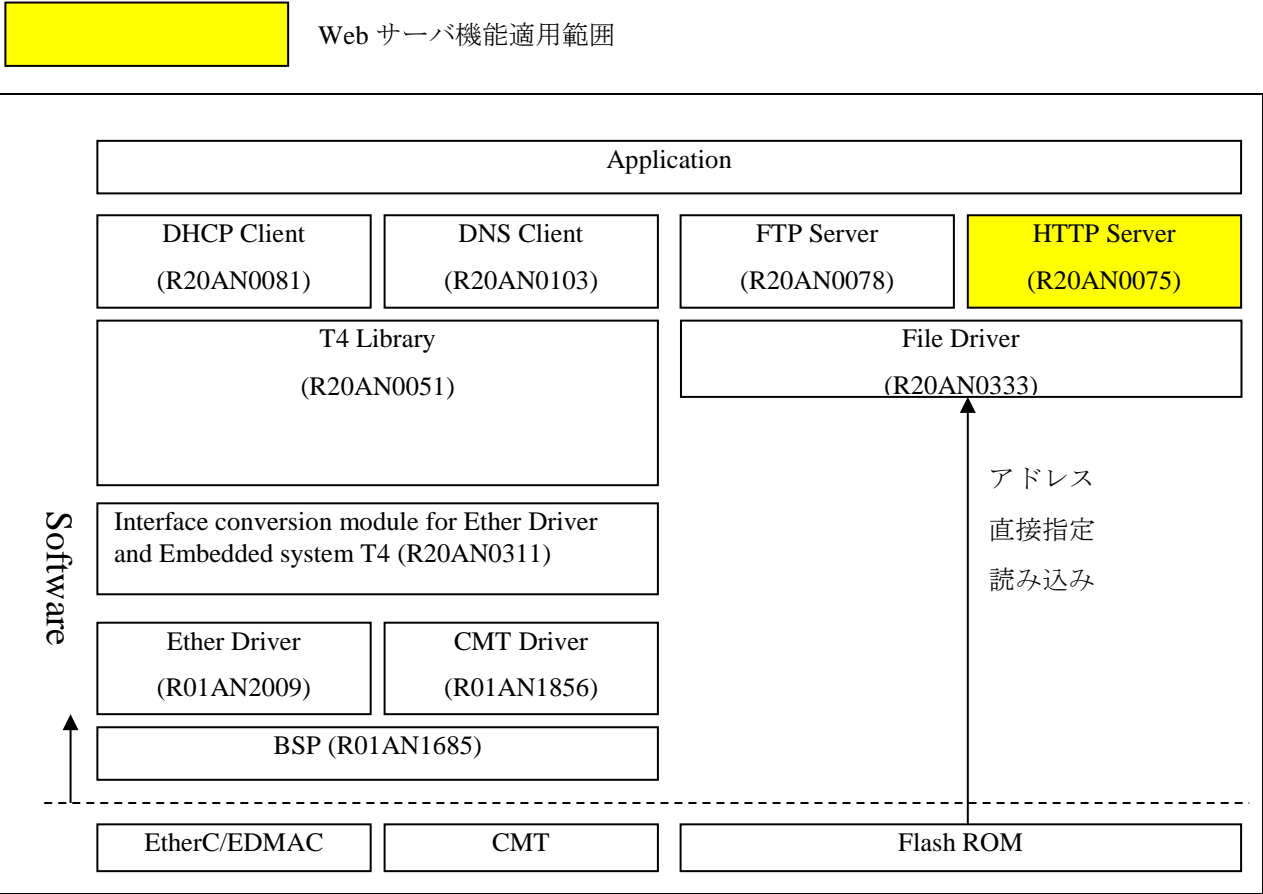 Web サーバ機能適用範囲
Application
DHCP Client
(R20AN0081)
DNS Client
(R20AN0103)
FTP Server
(R20AN0078)
HTTP Server
(R20AN0075)
T4 Library
(R20AN0051)
File Driver
(R20AN0333)
アドレス
直接指定
読み込み
Interface conversion module for Ether Driver
and Embedded system T4 (R20AN0311)
Software
Ether Driver
(R01AN2009)
CMT Driver
(R01AN1856)
BSP (R01AN1685)
EtherC/EDMAC
CMT
Flash ROM